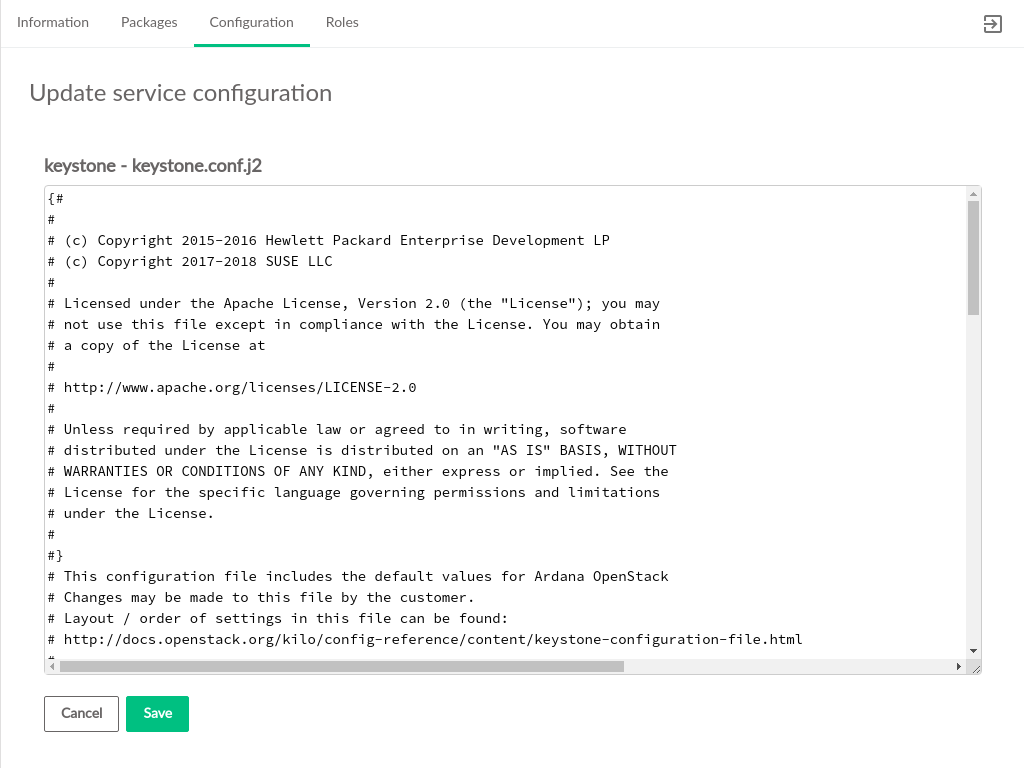 Information Packages Configuration Roles
Update service configuration
keystone - keystone.conf.j2
{#
#
# (c) Copyright 2015-2016 Hewlett Packard Enterprise Development LP
# (c) Copyright 2017-2018 SUSE LLC
#
# Licensed under the Apache License, Version 2.0 (the "License"); you may
# not use this file except in compliance with the License. You may obtain
# a copy of the License at
#
# http://www.apache.org/licenses/LICENSE-2.0
#
# Unless required by applicable law or agreed to in writing, software
# distributed under the License is distributed on an "AS IS" BASIS, WITHOUT
# WARRANTIES OR CONDITIONS OF ANY KIND, either express or implied. See the
# License for the specific language governing permissions and limitations
# under the License.
#
#}
# This configuration file includes the default values for Ardana OpenStack
# Changes may be made to this file by the customer.
# Layout / order of settings in this file can be found:
# http://docs.openstack.org/kilo/config-reference/content/keystone-configuration-file.html
Cancel Save